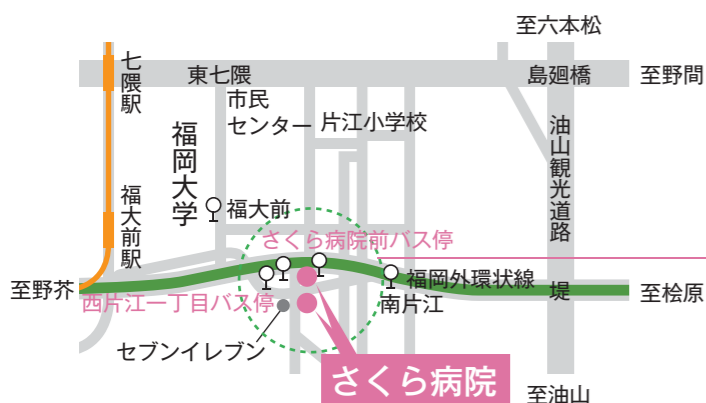 至六本松
七隈駅
東七隈
島廻橋
至野間
市民
センター
片江小学校
福岡大学
油山観光道路
福大前駅
福大前
さくら病院前バス停
福岡外環状線
至野芥
西片江一丁目バス停
南片江
堤
至桧原
セブンイレブン
さくら病院
至油山